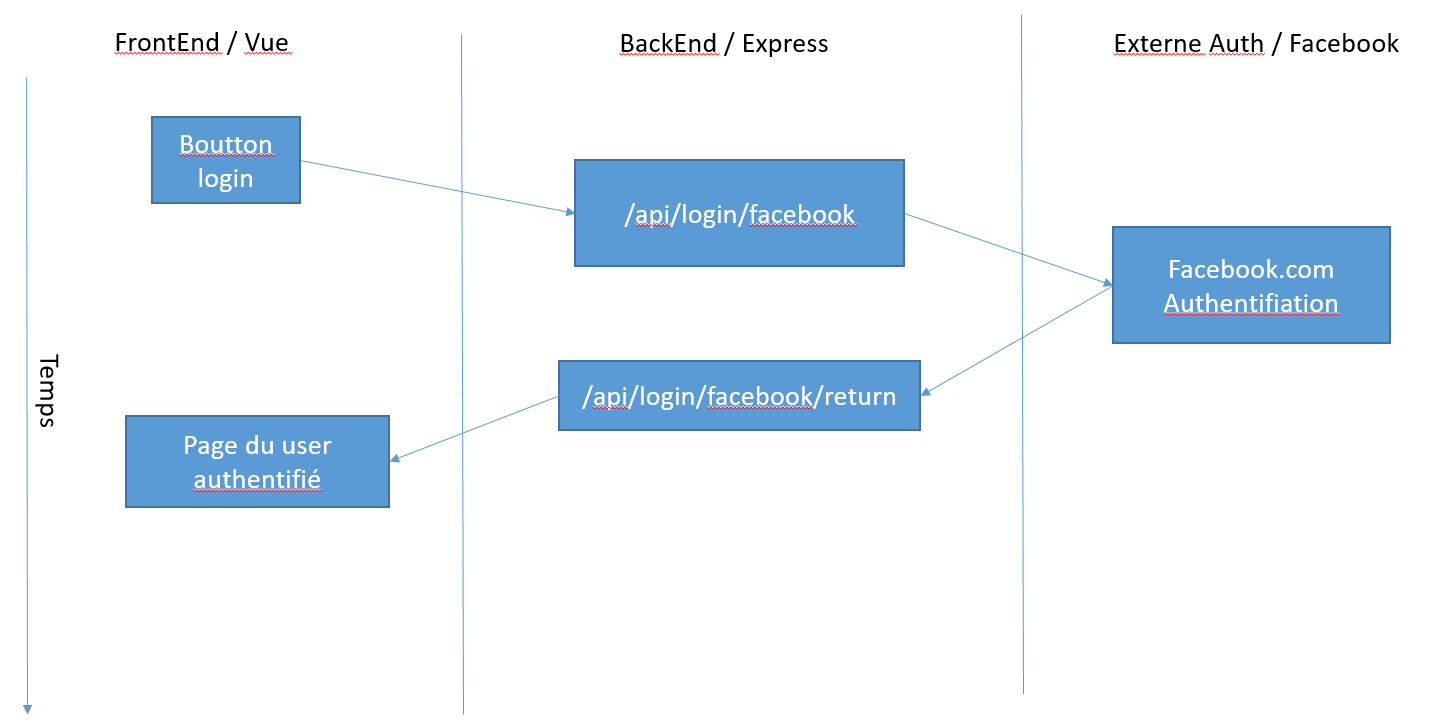 FrontEnd / Vue
BackEnd / Express
Externe Auth / Facebook
Boutton
login
/api/login/facebook
Facebook.com
Authentifiation
Temps
/api/login/facebook/return
Page du user
authentifié